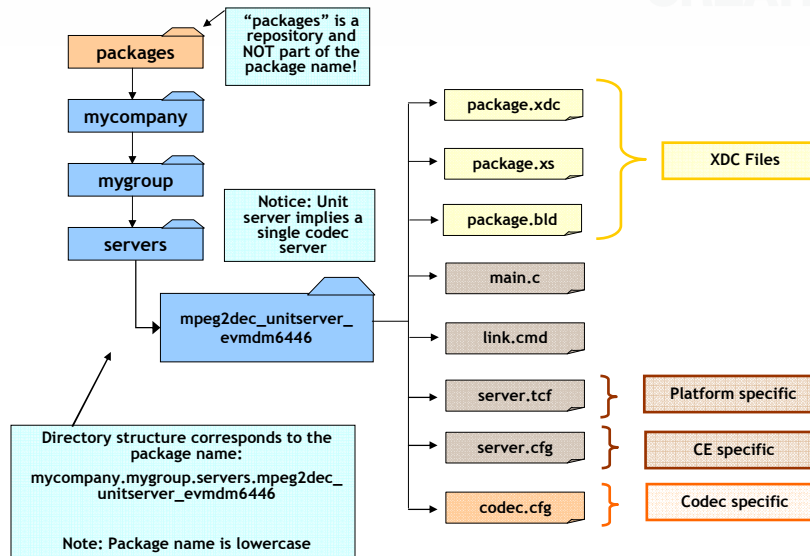 packages
"packages" is a
repository and
NOT part of the
package name!
mycompany
mygroup
servers
Notice: Unit
server implies a
single codec
server
mpeg2dec_unitserver_
evmdm6446
package.xdc
package.xs
package.bld
XDC Files
main.c
link.cmd
server.tcf
Platform specific
server.cfg
CE specific
codec.cfg
Codec specific
Directory structure corresponds to the
package name:
mycompany.mygroup.servers.mpeg2dec_
unitserver_evmdm6446
Note: Package name is lowercase